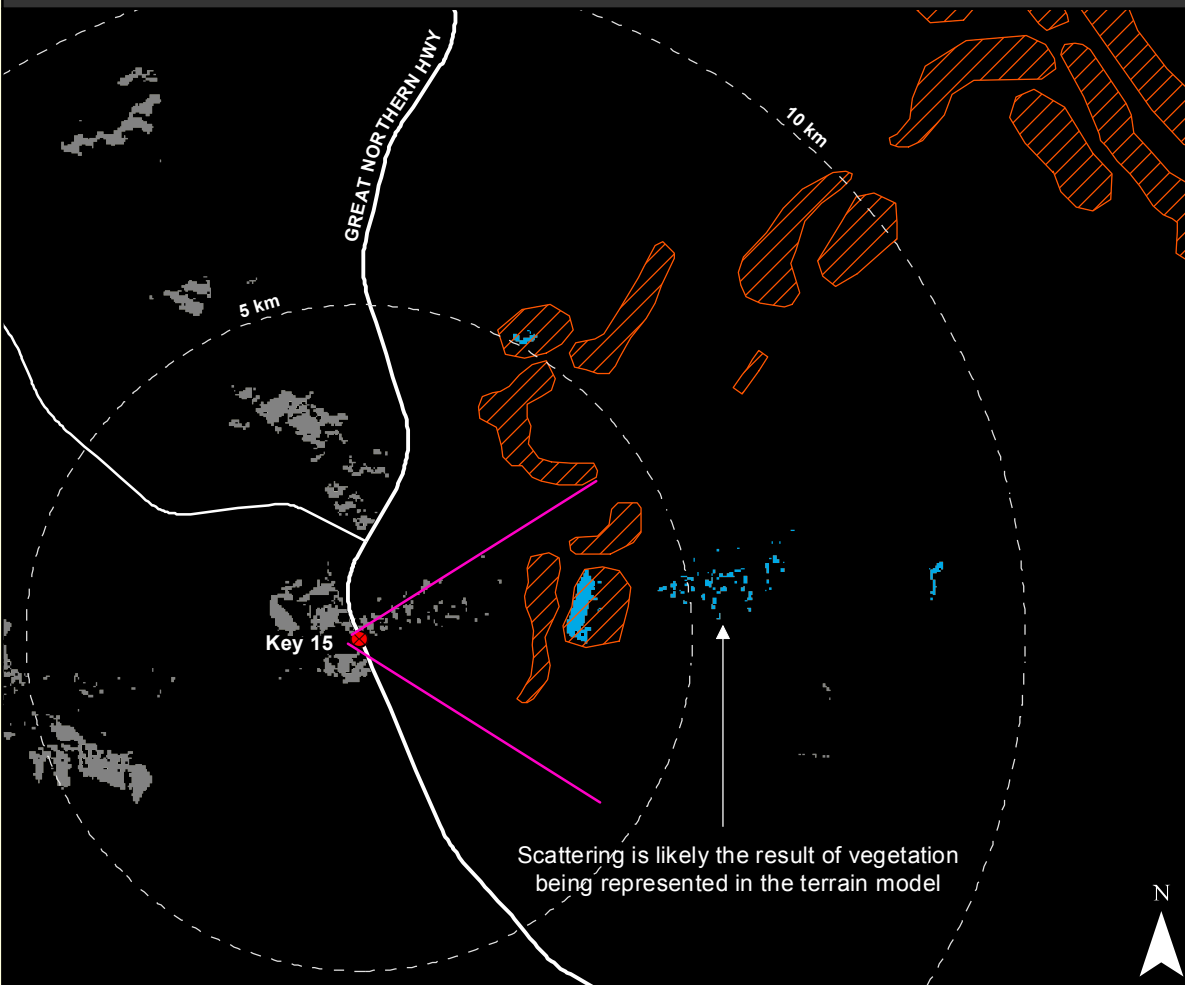 GREAT NORTHERN HWY
10 km
5 km
Key 15
Scattering is likely the result of vegetation
being represented in the terrain model
N